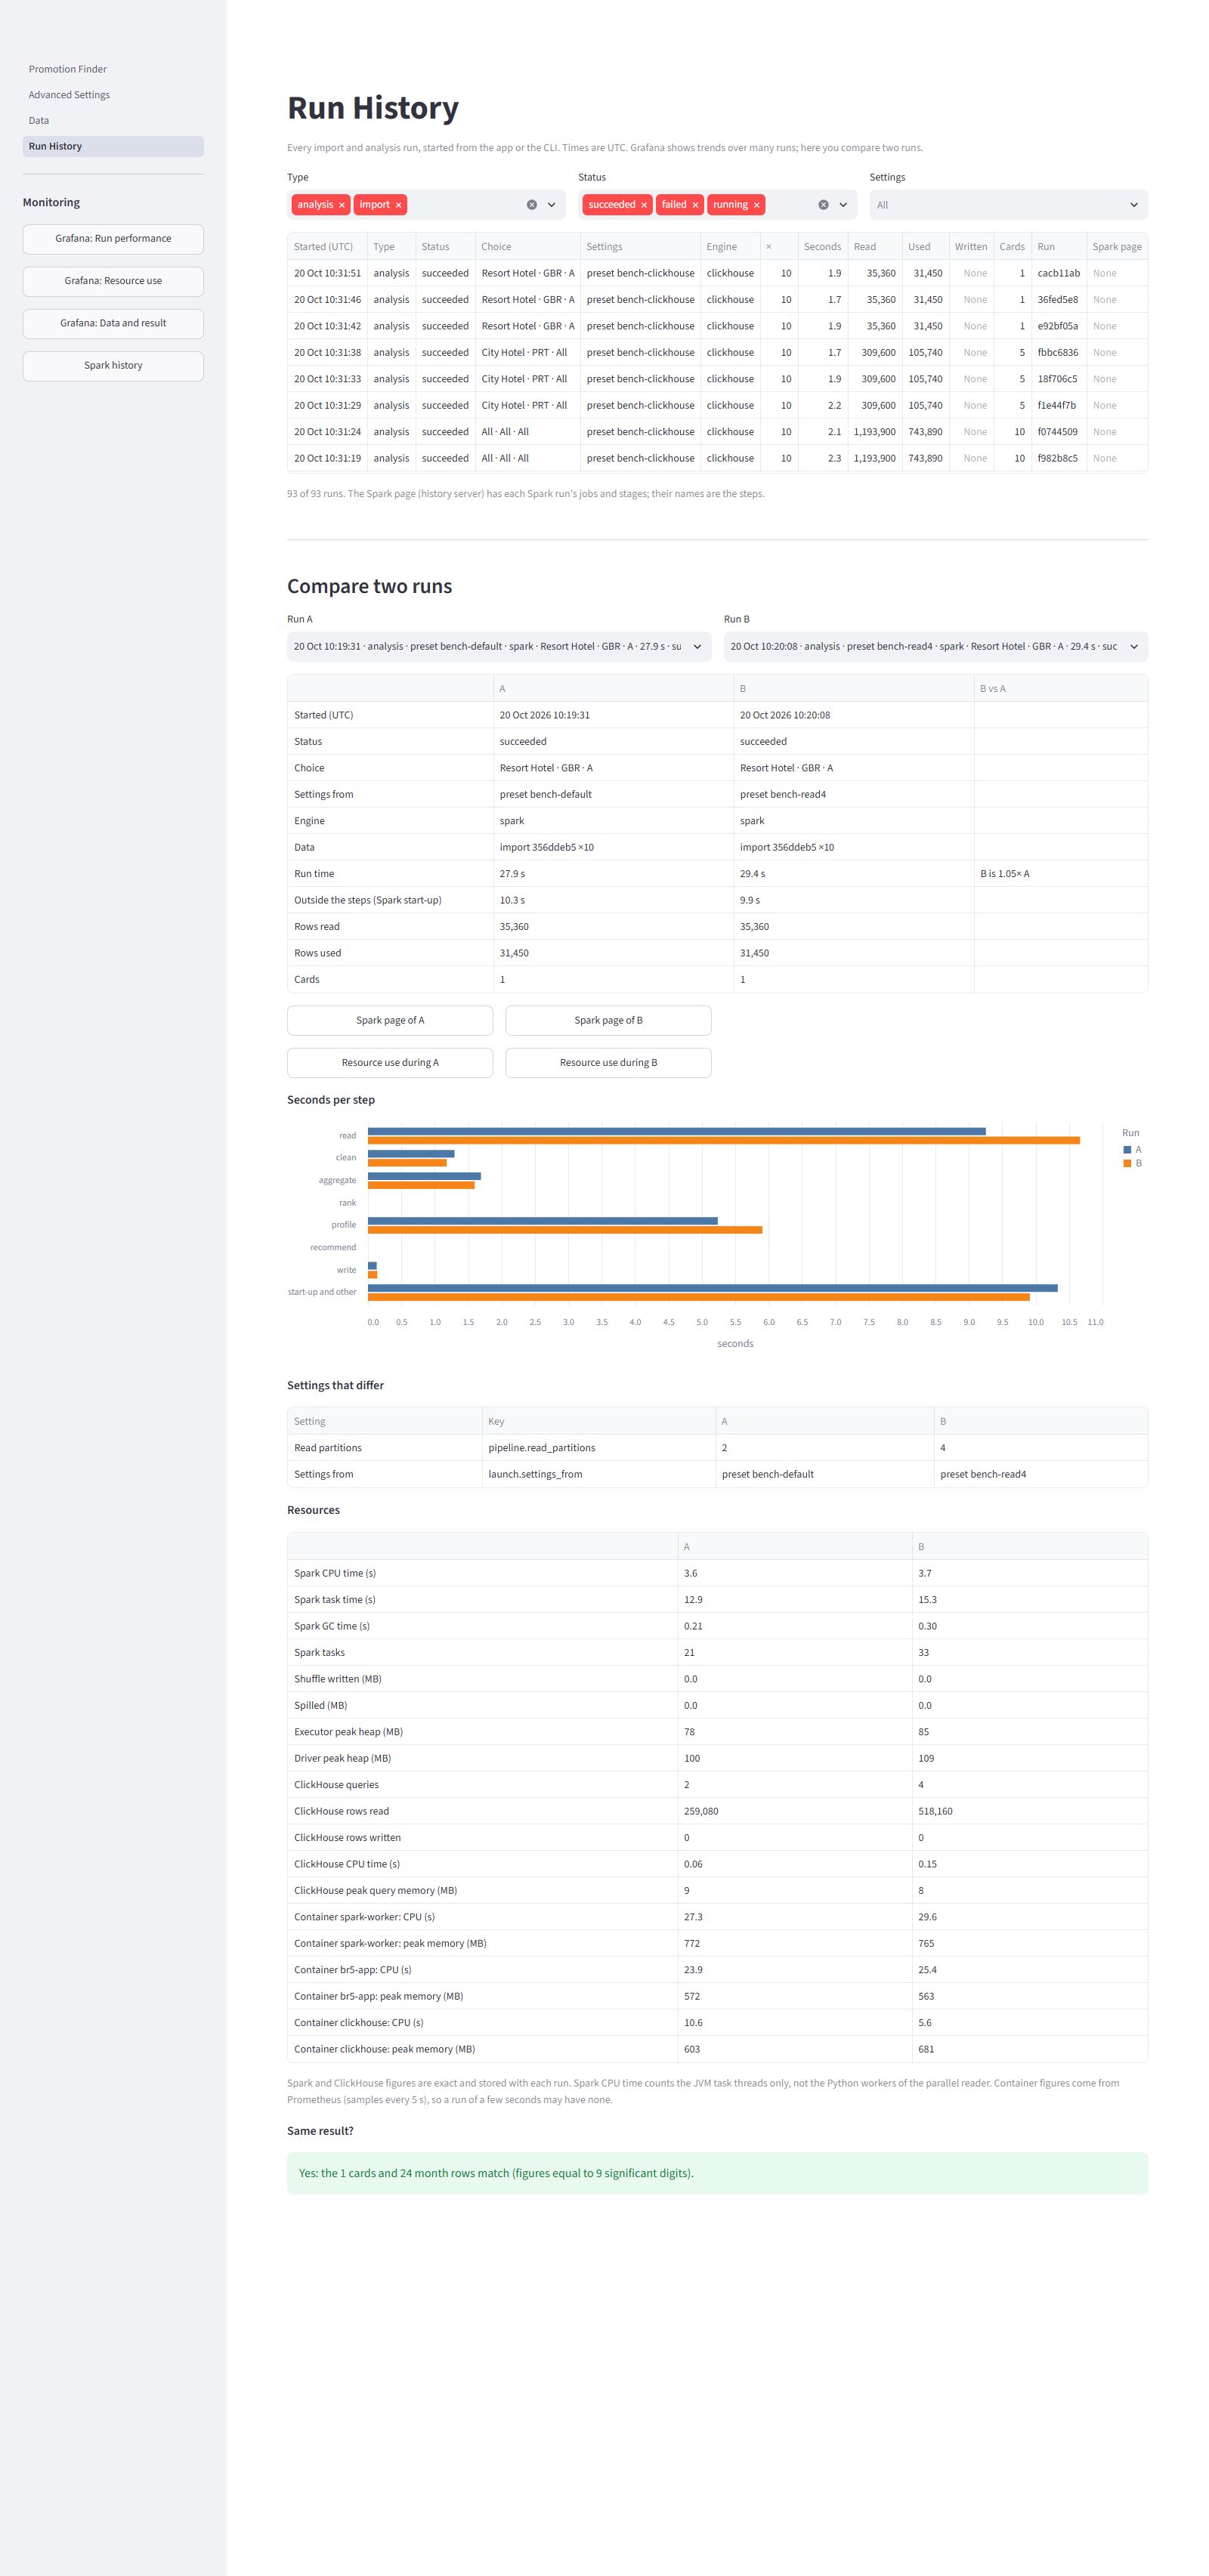 Promotion Finder
Advanced Settings
Data
Run History
Monitoring
Grafana: Run performance
Grafana: Resource use
Grafana: Data and result
Spark history
Run History
Every import and analysis run, started from the app or the CLI. Times are UTC. Grafana shows trends over many runs; here you compare two runs.
Type Status Settings
analysis × import × succeeded × failed × running × All
Started (UTC) Type Status Choice Settings Engine × Seconds Read Used Written Cards Run Spark page
20 Oct 10:31:51 analysis succeeded Resort Hotel · GBR · A preset bench-clickhouse clickhouse 10 1.9 35,360 31,450 None 1 cacb11ab None
20 Oct 10:31:46 analysis succeeded Resort Hotel · GBR · A preset bench-clickhouse clickhouse 10 1.7 35,360 31,450 None 1 36fed5e8 None
20 Oct 10:31:42 analysis succeeded Resort Hotel · GBR · A preset bench-clickhouse clickhouse 10 1.9 35,360 31,450 None 1 e92bf05a None
20 Oct 10:31:38 analysis succeeded City Hotel · PRT · All preset bench-clickhouse clickhouse 10 1.7 309,600 105,740 None 5 fbbc6836 None
20 Oct 10:31:33 analysis succeeded City Hotel · PRT · All preset bench-clickhouse clickhouse 10 1.9 309,600 105,740 None 5 18f706c5 None
20 Oct 10:31:29 analysis succeeded City Hotel · PRT · All preset bench-clickhouse clickhouse 10 2.2 309,600 105,740 None 5 f1e44f7b None
20 Oct 10:31:24 analysis succeeded All · All · All preset bench-clickhouse clickhouse 10 2.1 1,193,900 743,890 None 10 f0744509 None
20 Oct 10:31:19 analysis succeeded All · All · All preset bench-clickhouse clickhouse 10 2.3 1,193,900 743,890 None 10 f982b8c5 None
93 of 93 runs. The Spark page (history server) has each Spark run's jobs and stages; their names are the steps.
Compare two runs
Run A Run B
20 Oct 10:19:31 · analysis · preset bench-default · spark · Resort Hotel · GBR · A · 27.9 s · su 20 Oct 10:20:08 · analysis · preset bench-read4 · spark · Resort Hotel · GBR · A · 29.4 s · suc
A B B vs A
Started (UTC) 20 Oct 2026 10:19:31 20 Oct 2026 10:20:08
Status succeeded succeeded
Choice Resort Hotel · GBR · A Resort Hotel · GBR · A
Settings from preset bench-default preset bench-read4
Engine spark spark
Data import 356ddeb5 ×10 import 356ddeb5 ×10
Run time 27.9 s 29.4 s B is 1.05× A
Outside the steps (Spark start-up) 10.3 s 9.9 s
Rows read 35,360 35,360
Rows used 31,450 31,450
Cards 1 1
Spark page of A Spark page of B
Resource use during A Resource use during B
Seconds per step
read
clean
aggregate
rank
profile
recommend
write
start-up and other
Run
A
B
0.0 0.5 1.0 1.5 2.0 2.5 3.0 3.5 4.0 4.5 5.0 5.5 6.0 6.5 7.0 7.5 8.0 8.5 9.0 9.5 10.0 10.5 11.0
seconds
Settings that differ
Setting Key A B
Read partitions pipeline.read_partitions 2 4
Settings from launch.settings_from preset bench-default preset bench-read4
Resources
A B
Spark CPU time (s) 3.6 3.7
Spark task time (s) 12.9 15.3
Spark GC time (s) 0.21 0.30
Spark tasks 21 33
Shuffle written (MB) 0.0 0.0
Spilled (MB) 0.0 0.0
Executor peak heap (MB) 78 85
Driver peak heap (MB) 100 109
ClickHouse queries 2 4
ClickHouse rows read 259,080 518,160
ClickHouse rows written 0 0
ClickHouse CPU time (s) 0.06 0.15
ClickHouse peak query memory (MB) 9 8
Container spark-worker: CPU (s) 27.3 29.6
Container spark-worker: peak memory (MB) 772 765
Container br5-app: CPU (s) 23.9 25.4
Container br5-app: peak memory (MB) 572 563
Container clickhouse: CPU (s) 10.6 5.6
Container clickhouse: peak memory (MB) 603 681
Spark and ClickHouse figures are exact and stored with each run. Spark CPU time counts the JVM task threads only, not the Python workers of the parallel reader. Container figures come from
Prometheus (samples every 5 s), so a run of a few seconds may have none.
Same result?
Yes: the 1 cards and 24 month rows match (figures equal to 9 significant digits).